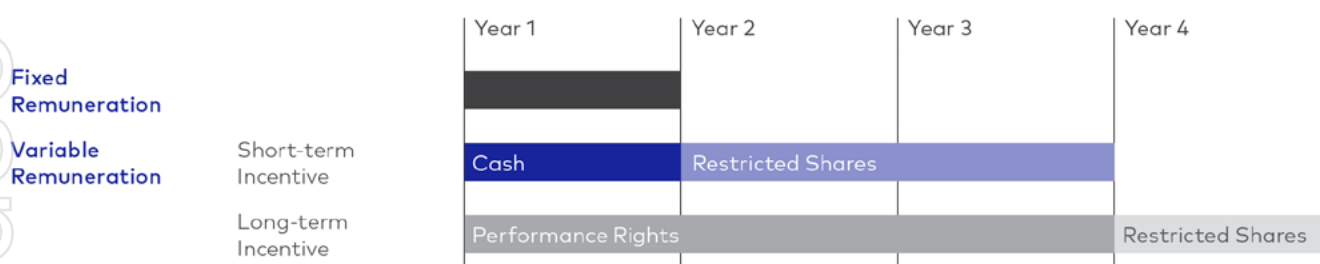 Year 1 Year 2 Year 3 Year 4
Fixed
Remuneration
Variable
Remuneration
Short-term
Incentive
Cash
Restricted Shares
Long-term
Incentive
Performance Rights
Restricted Shares